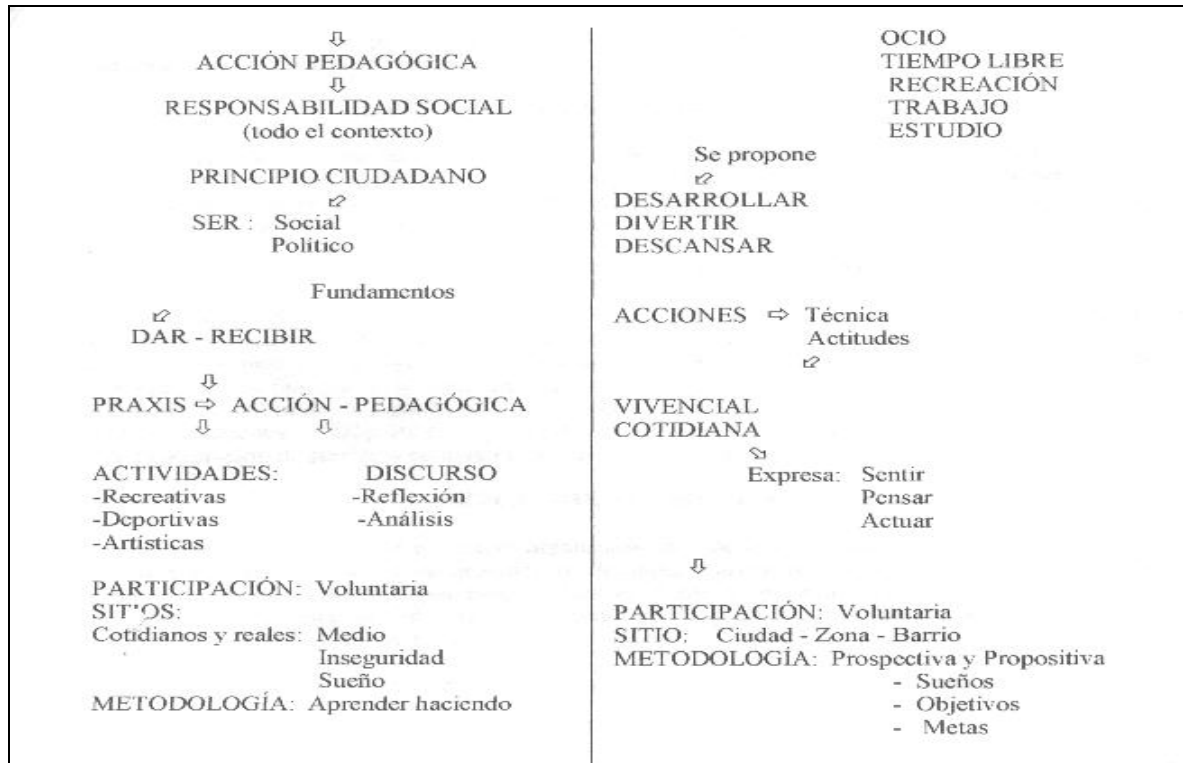 ⇩
ACCIÓN PEDAGÓGICA
⇩
RESPONSABILIDAD SOCIAL
(todo el contexto)
PRINCIPIO CIUDADANO
SER : Social
Político
Fundamentos
DAR - RECIBIR
⇩
PRAXIS ⇨ ACCIÓN - PEDAGÓGICA
⇩ ⇩
ACTIVIDADES: DISCURSO
-Recreativas -Reflexión
-Deportivas -Análisis
-Artísticas
PARTICIPACIÓN: Voluntaria
SITIOS:
Cotidianos y reales: Medio
Inseguridad
Sueño
METODOLOGÍA: Aprender haciendo
OCIO
TIEMPO LIBRE
RECREACIÓN
TRABAJO
ESTUDIO
Se propone
DESARROLLAR
DIVERTIR
DESCANSAR
ACCIONES ⇨ Técnica
Actitudes
VIVENCIAL
COTIDIANA
Expresa: Sentir
Pensar
Actuar
⇩
PARTICIPACIÓN: Voluntaria
SITIO: Ciudad - Zona - Barrio
METODOLOGÍA: Prospectiva y Propositiva
- Sueños
- Objetivos
- Metas